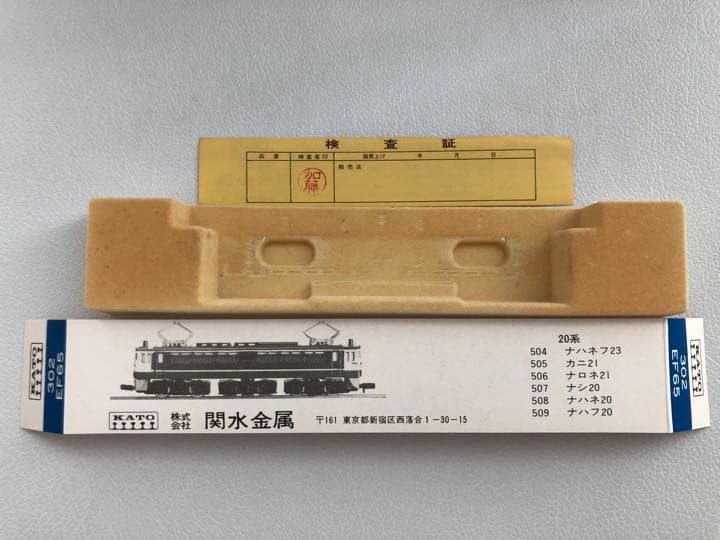 検査証
品番 検査者印 御買上げ 年 月 日
加藤
販売店
KATO
302
EF65
KATO
株式会社 関水金属 〒161 東京都新宿区西落合1-30-15
20系
504 ナハネフ23
505 カニ21
506 ナロネ21
507 ナシ20
508 ナハネ20
509 ナハフ20
KATO
302
EF65